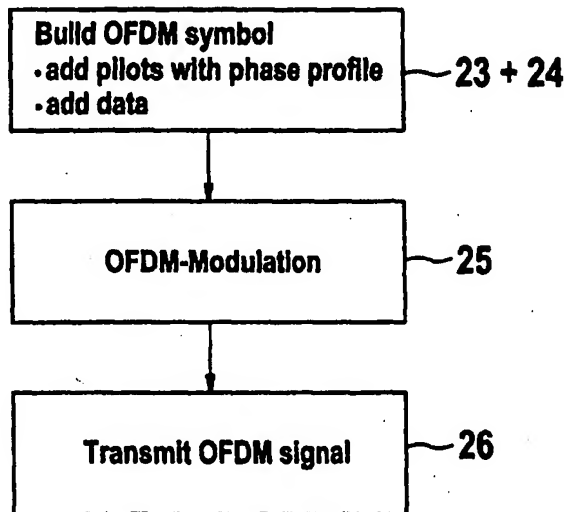 Build OFDM symbol
•add pilots with phase profile
•add data
23 + 24
OFDM-Modulation
25
Transmit OFDM signal
26